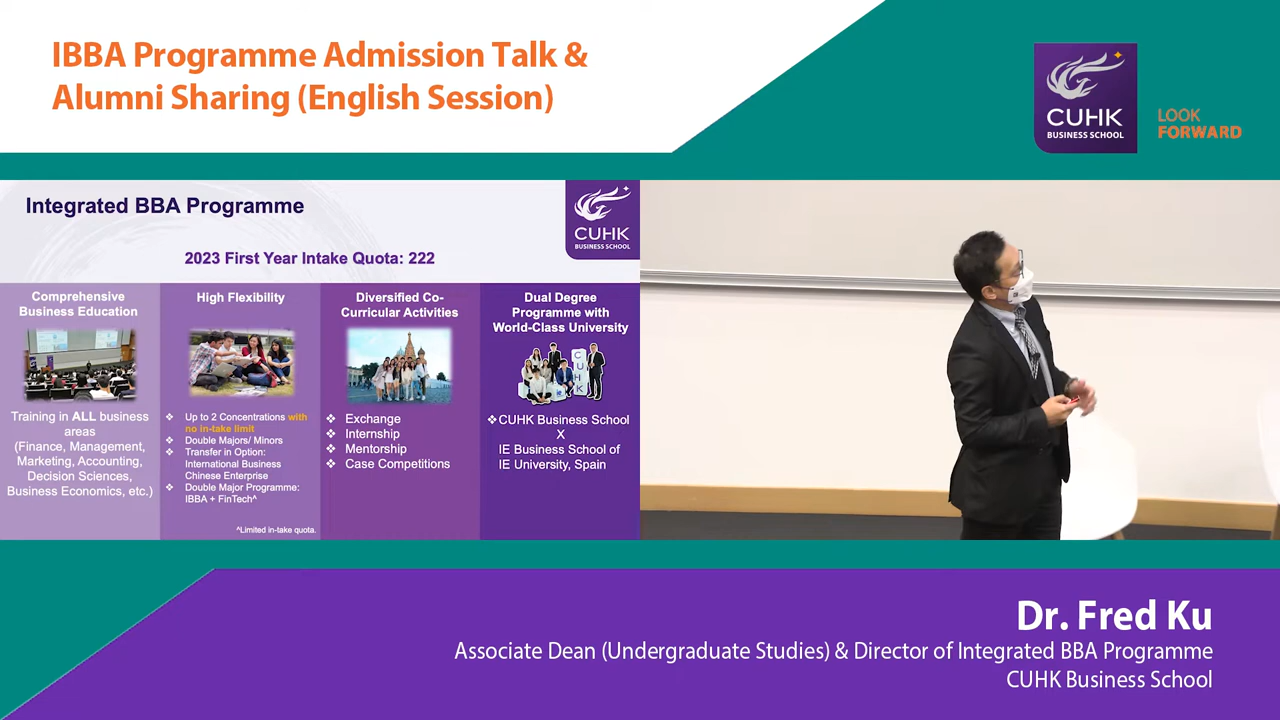 IBBA Programme Admission Talk &
Alumni Sharing (English Session)
CUHK
BUSINESS SCHOOL
LOOK
FORWARD
Integrated BBA Programme
CUHK
BUSINESS SCHOOL
2023 First Year Intake Quota: 222
Comprehensive
Business Education
Training in ALL business
areas
(Finance, Management,
Marketing, Accounting,
Decision Sciences,
Business Economics, etc.)
High Flexibility
❖ Up to 2 Concentrations with
no in-take limit
❖ Double Majors/ Minors
❖ Transfer in Option:
International Business
Chinese Enterprise
❖ Double Major Programme:
IBBA + FinTech^
^Limited in-take quota.
Diversified Co-
Curricular Activities
❖ Exchange
❖ Internship
❖ Mentorship
❖ Case Competitions
Dual Degree
Programme with
World-Class University
C
U
H
K
❖CUHK Business School
X
IE Business School of
IE University, Spain
Dr. Fred Ku
Associate Dean (Undergraduate Studies) & Director of Integrated BBA Programme
CUHK Business School